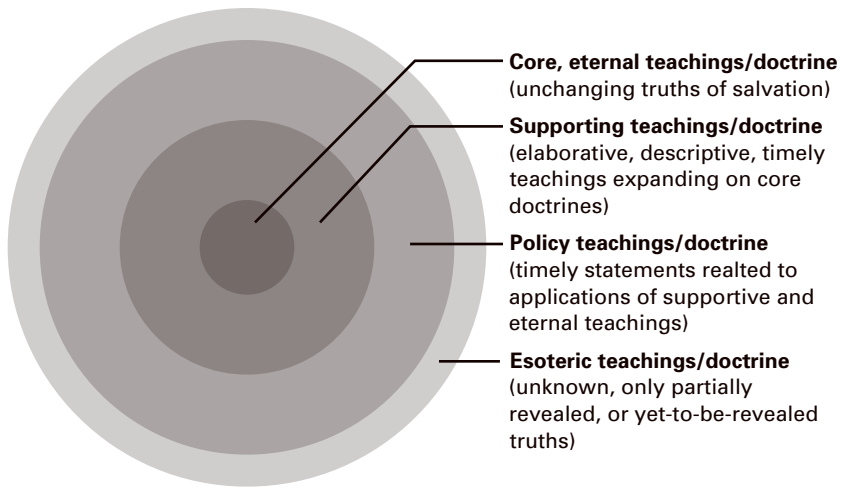 Core, eternal teachings/doctrine
(unchanging truths of salvation)
Supporting teachings/doctrine
(elaborative, descriptive, timely
teachings expanding on core
doctrines)
Policy teachings/doctrine
(timely statements realted to
applications of supportive and
eternal teachings)
Esoteric teachings/doctrine
(unknown, only partially
revealed, or yet-to-be-revealed
truths)